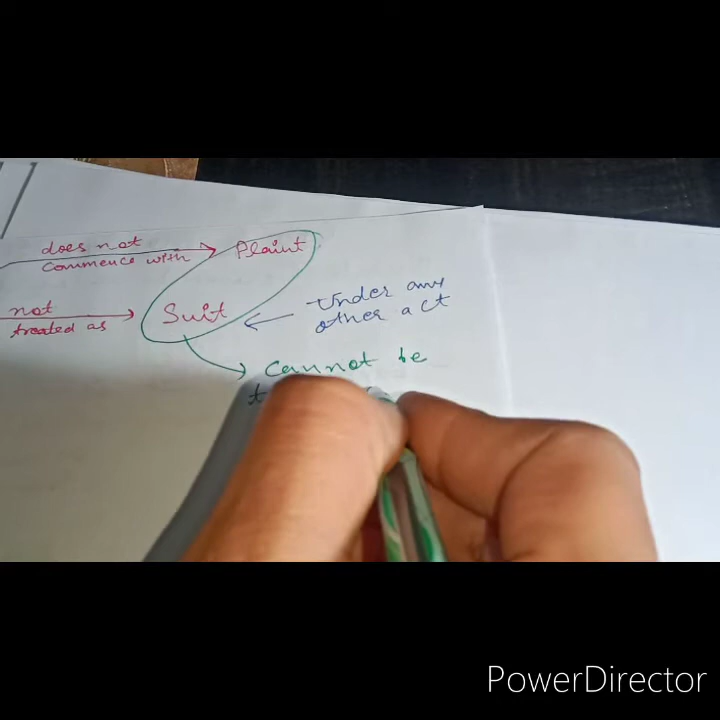 does not
commence with
Plaint
not
treated as
Suit
Under any
other act
cannot be
PowerDirector